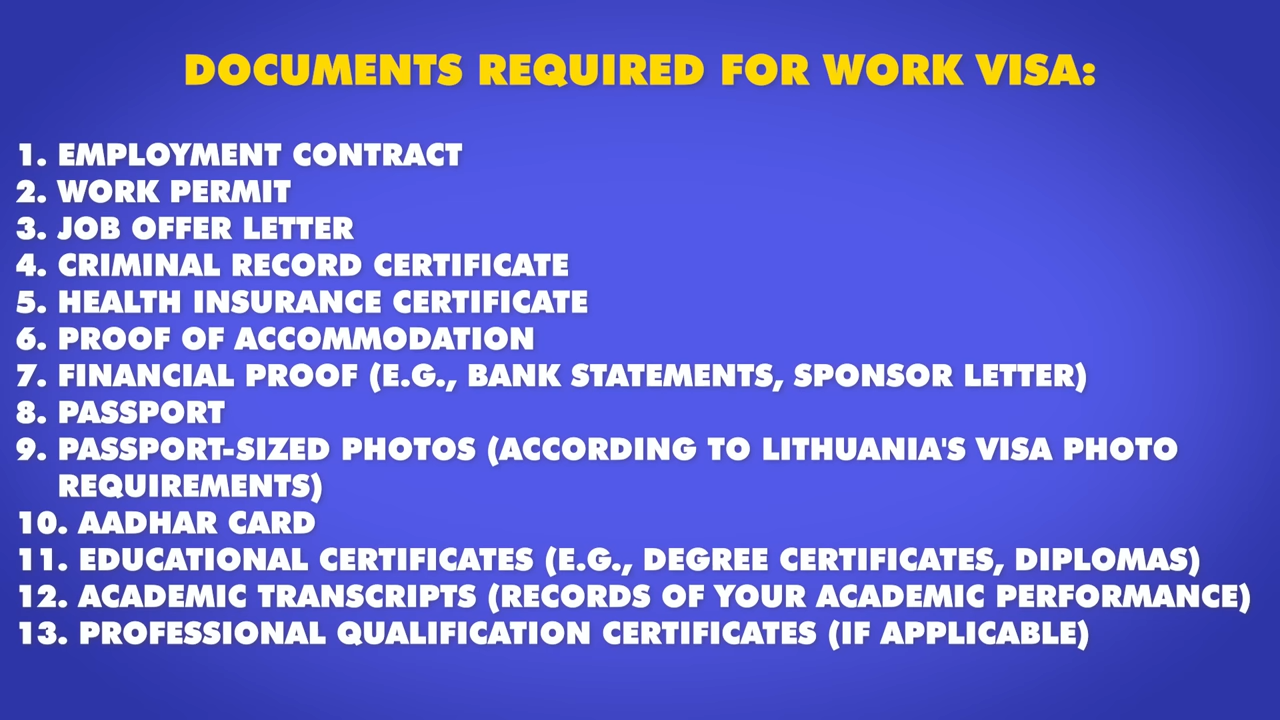 DOCUMENTS REQUIRED FOR WORK VISA:
1. EMPLOYMENT CONTRACT
2. WORK PERMIT
3. JOB OFFER LETTER
4. CRIMINAL RECORD CERTIFICATE
5. HEALTH INSURANCE CERTIFICATE
6. PROOF OF ACCOMMODATION
7. FINANCIAL PROOF (E.G., BANK STATEMENTS, SPONSOR LETTER)
8. PASSPORT
9. PASSPORT-SIZED PHOTOS (ACCORDING TO LITHUANIA'S VISA PHOTO
REQUIREMENTS)
10. AADHAR CARD
11. EDUCATIONAL CERTIFICATES (E.G., DEGREE CERTIFICATES, DIPLOMAS)
12. ACADEMIC TRANSCRIPTS (RECORDS OF YOUR ACADEMIC PERFORMANCE)
13. PROFESSIONAL QUALIFICATION CERTIFICATES (IF APPLICABLE)